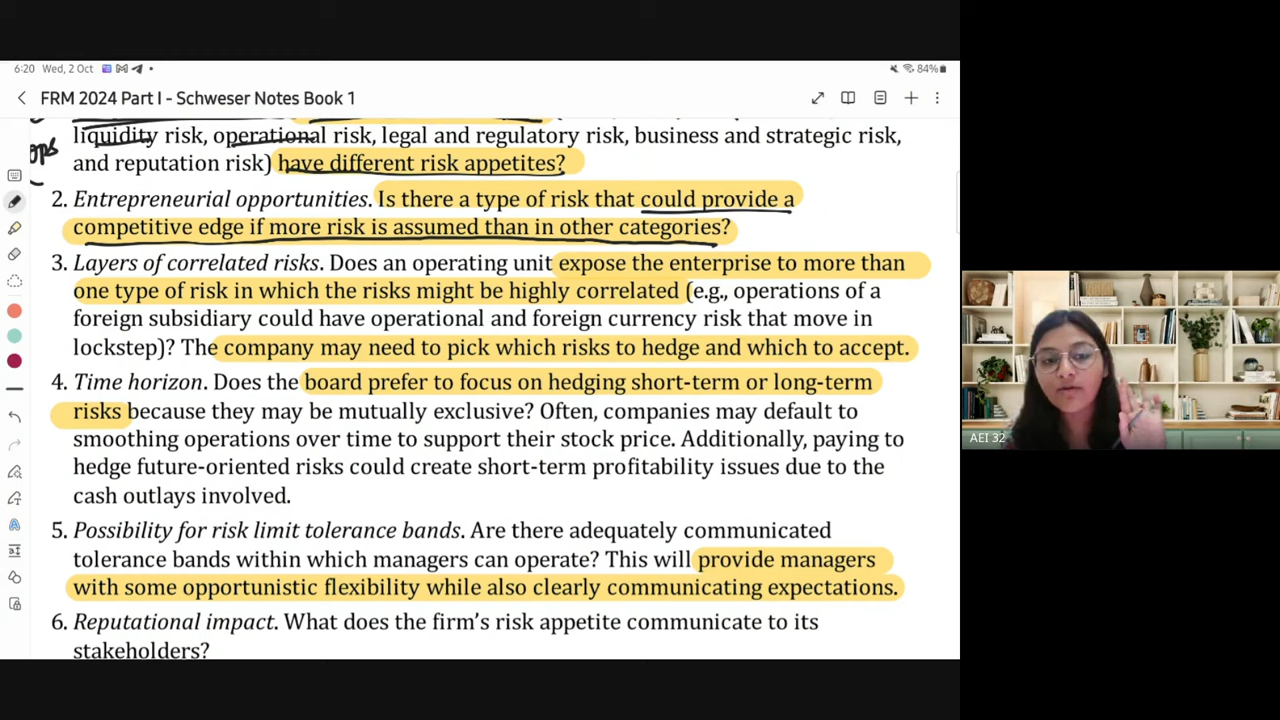 6:20 Wed, 2 Oct
84%
FRM 2024 Part I - Schweser Notes Book 1
ops
liquidity risk, operational risk, legal and regulatory risk, business and strategic risk,
and reputation risk) have different risk appetites?
2. Entrepreneurial opportunities. Is there a type of risk that could provide a
competitive edge if more risk is assumed than in other categories?
3. Layers of correlated risks. Does an operating unit expose the enterprise to more than
one type of risk in which the risks might be highly correlated (e.g., operations of a
foreign subsidiary could have operational and foreign currency risk that move in
lockstep)? The company may need to pick which risks to hedge and which to accept.
4. Time horizon. Does the board prefer to focus on hedging short-term or long-term
risks because they may be mutually exclusive? Often, companies may default to
smoothing operations over time to support their stock price. Additionally, paying to
hedge future-oriented risks could create short-term profitability issues due to the
cash outlays involved.
5. Possibility for risk limit tolerance bands. Are there adequately communicated
tolerance bands within which managers can operate? This will provide managers
with some opportunistic flexibility while also clearly communicating expectations.
6. Reputational impact. What does the firm's risk appetite communicate to its
stakeholders?
AEI 32